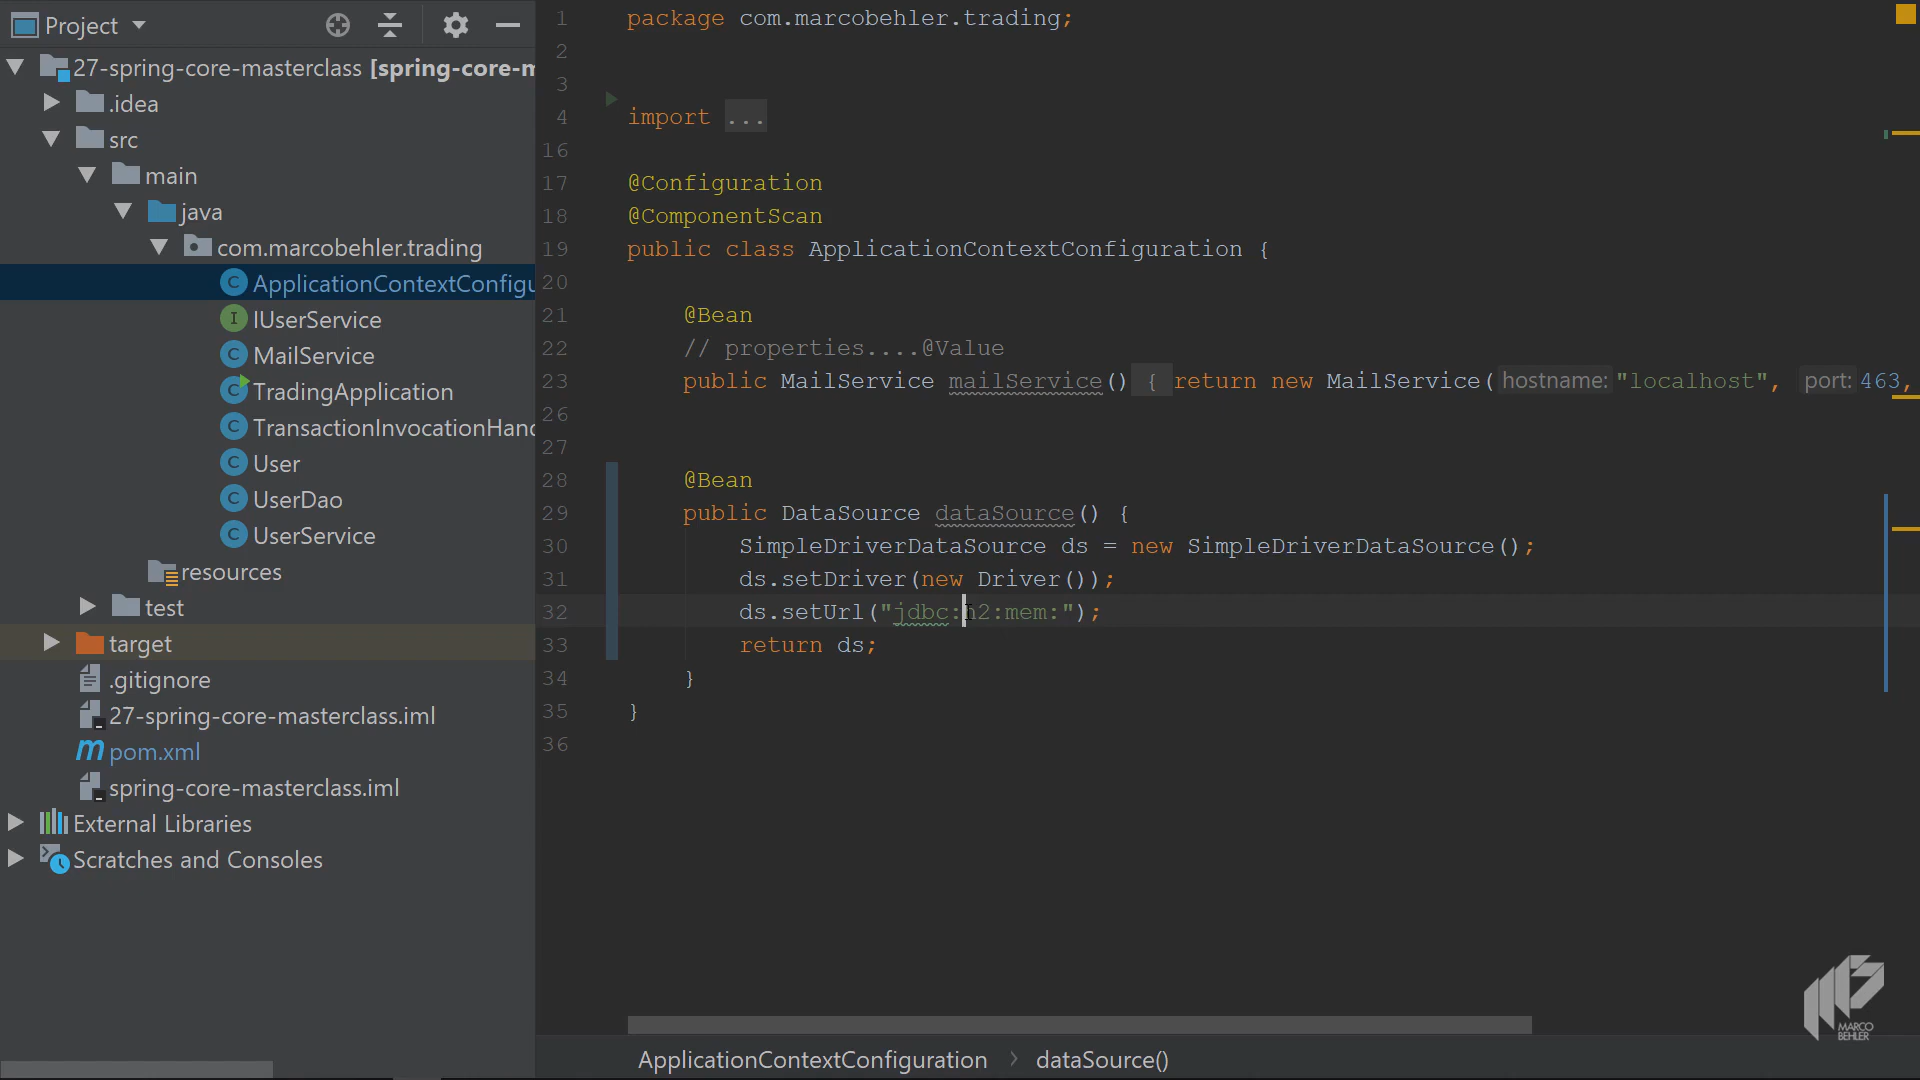 Project
27-spring-core-masterclass [spring-core-m
.idea
src
main
java
com.marcobehler.trading
ApplicationContextConfigu
IUserService
MailService
TradingApplication
TransactionInvocationHand
User
UserDao
UserService
resources
test
target
.gitignore
27-spring-core-masterclass.iml
pom.xml
spring-core-masterclass.iml
External Libraries
Scratches and Consoles
1 package com.marcobehler.trading;
2
3
4 import ...
16
17 @Configuration
18 @ComponentScan
19 public class ApplicationContextConfiguration {
20
21 @Bean
22 // properties....@Value
23 public MailService mailService() { return new MailService( hostname: "localhost", port: 463,
26
27
28 @Bean
29 public DataSource dataSource() {
30 SimpleDriverDataSource ds = new SimpleDriverDataSource();
31 ds.setDriver(new Driver());
32 ds.setUrl("jdbc:h2:mem:");
33 return ds;
34 }
35 }
36
ApplicationContextConfiguration > dataSource()
MARCO
BEHLER